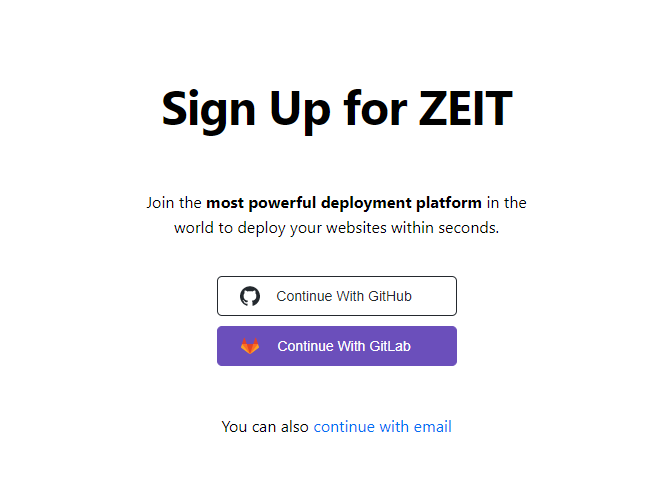 Sign Up for ZEIT
Join the most powerful deployment platform in the
world to deploy your websites within seconds.
Continue With GitHub
Continue With GitLab
You can also continue with email